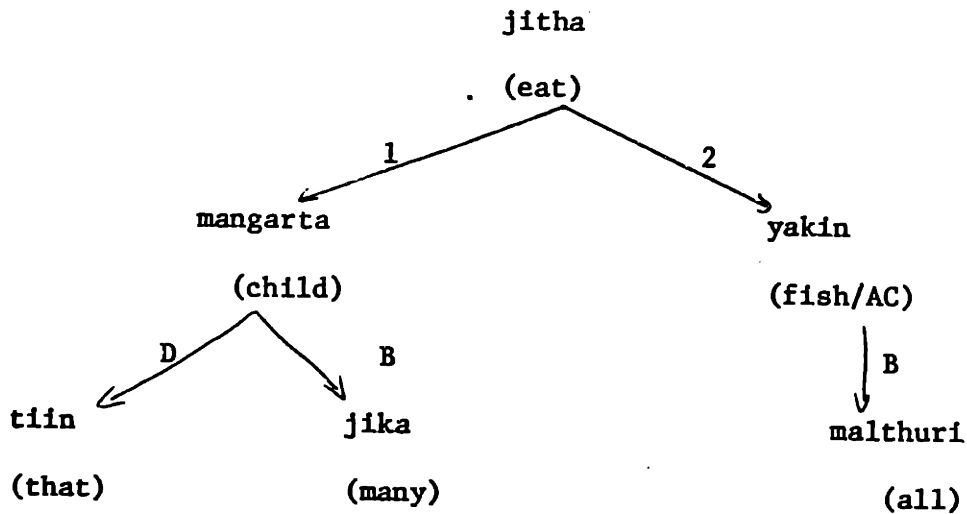 jitha
(eat)
1 2
mangarta yakin
(child) (fish/AC)
D B B
tiin jika malthuri
(that) (many) (all)